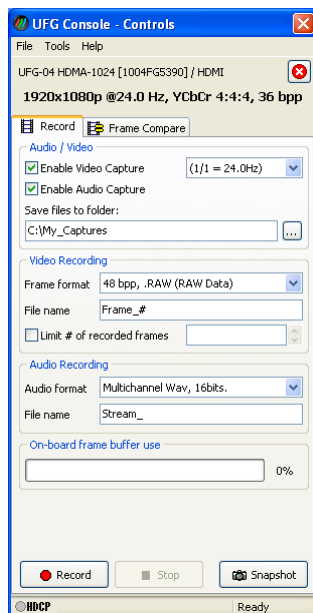 UFG Console - Controls
File Tools Help
UFG-04 HDMA-1024 [1004FG5390] / HDMI
1920x1080p @24.0 Hz, YCbCr 4:4:4, 36 bpp
Record Frame Compare
Audio / Video
Enable Video Capture (1/1 = 24.0Hz)
Enable Audio Capture
Save files to folder:
C:\My_Captures ...
Video Recording
Frame format 48 bpp, .RAW (RAW Data)
File name Frame_#
Limit # of recorded frames
Audio Recording
Audio format Multichannel Wav, 16bits.
File name Stream_
On-board frame buffer use
0%
Record Stop Snapshot
HDCP Ready